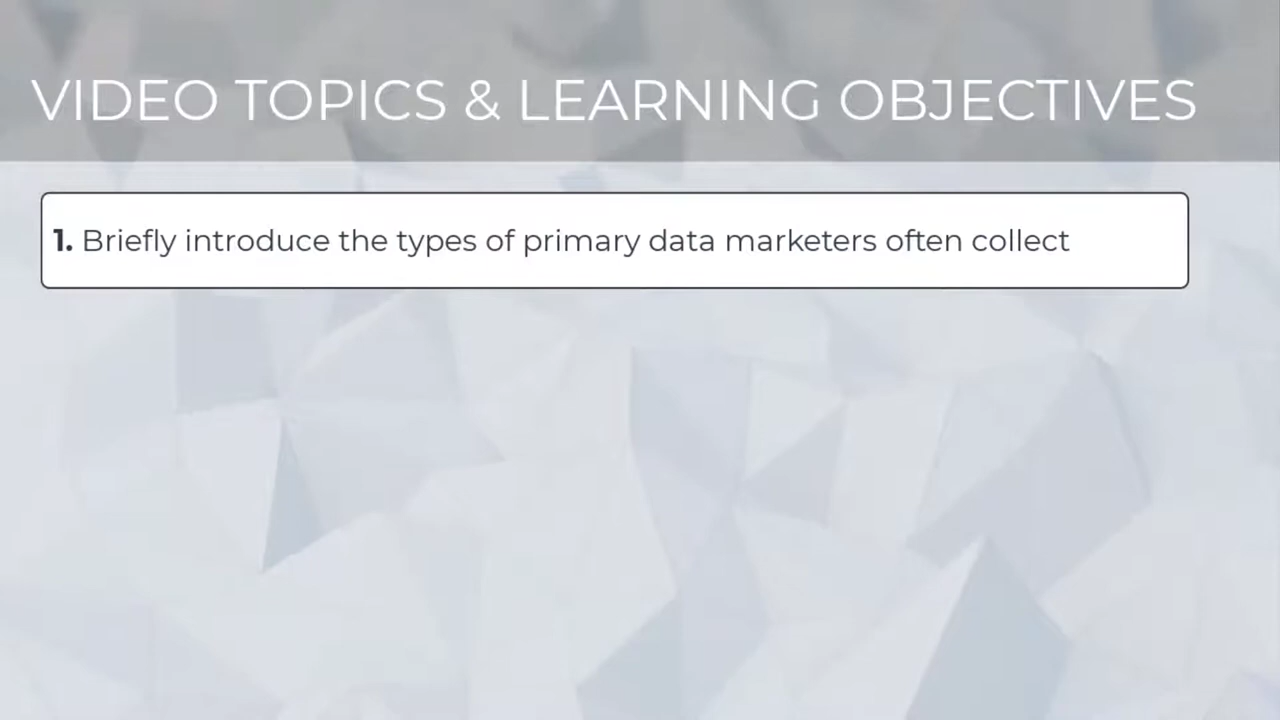 VIDEO TOPICS & LEARNING OBJECTIVES
1. Briefly introduce the types of primary data marketers often collect